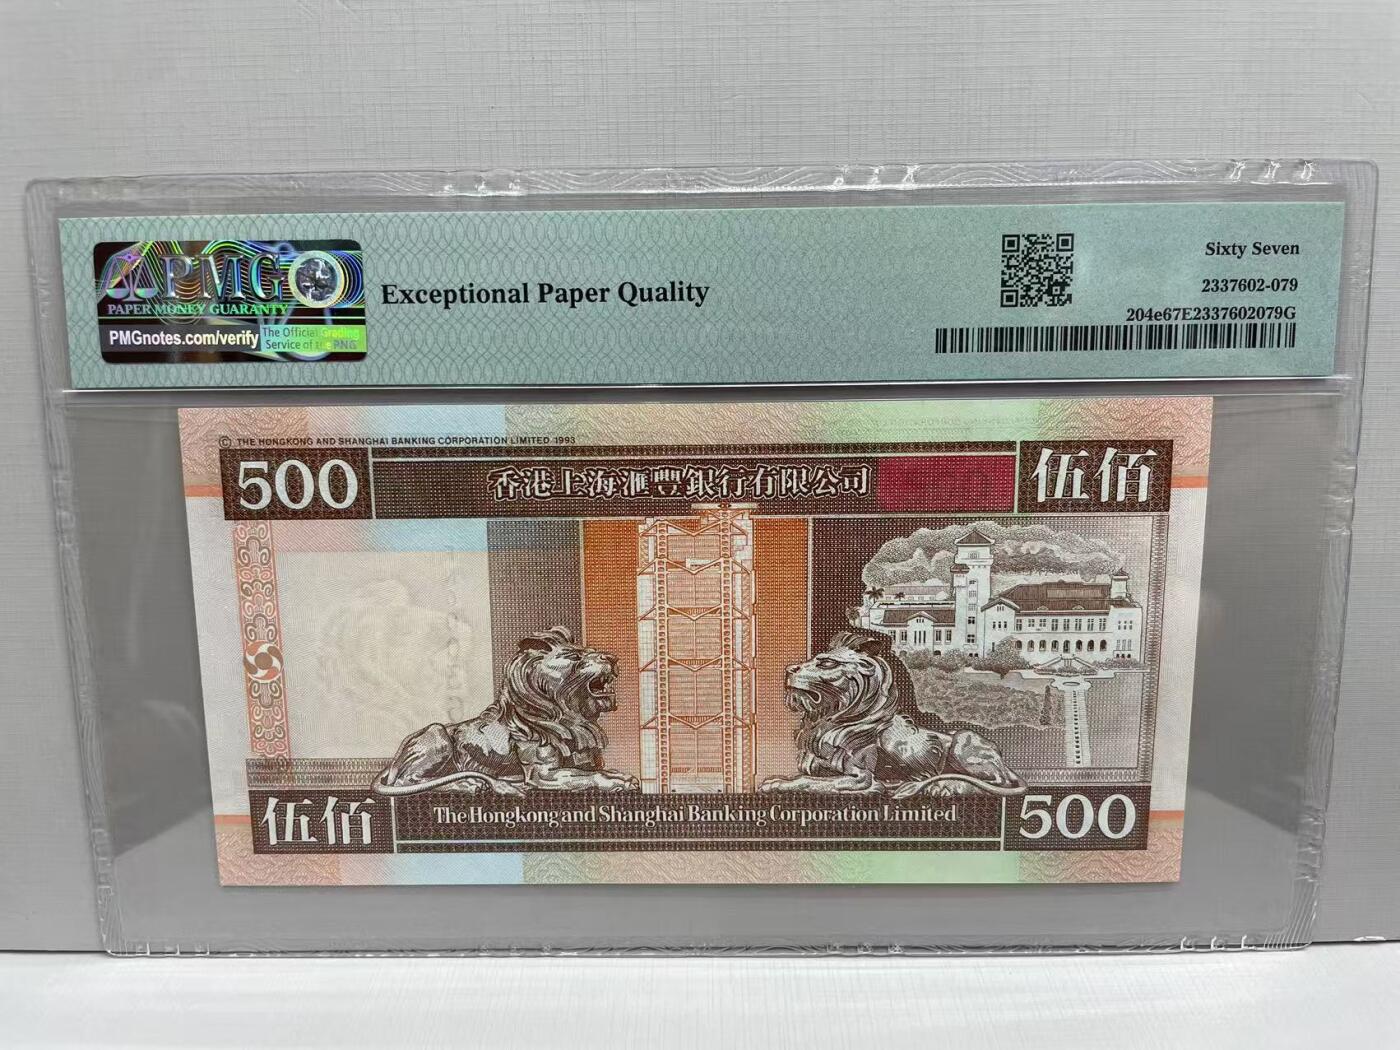 PMG
PAPER MONEY GUARANTY
PMGnotes.com/verify
The Official Grading
Service of the PNG
Exceptional Paper Quality
Sixty Seven
2337602-079
204e67E2337602079G
© THE HONGKONG AND SHANGHAI BANKING CORPORATION LIMITED 1993
500
香港上海滙豐銀行有限公司
伍佰
伍佰
The Hongkong and Shanghai Banking Corporation Limited
500